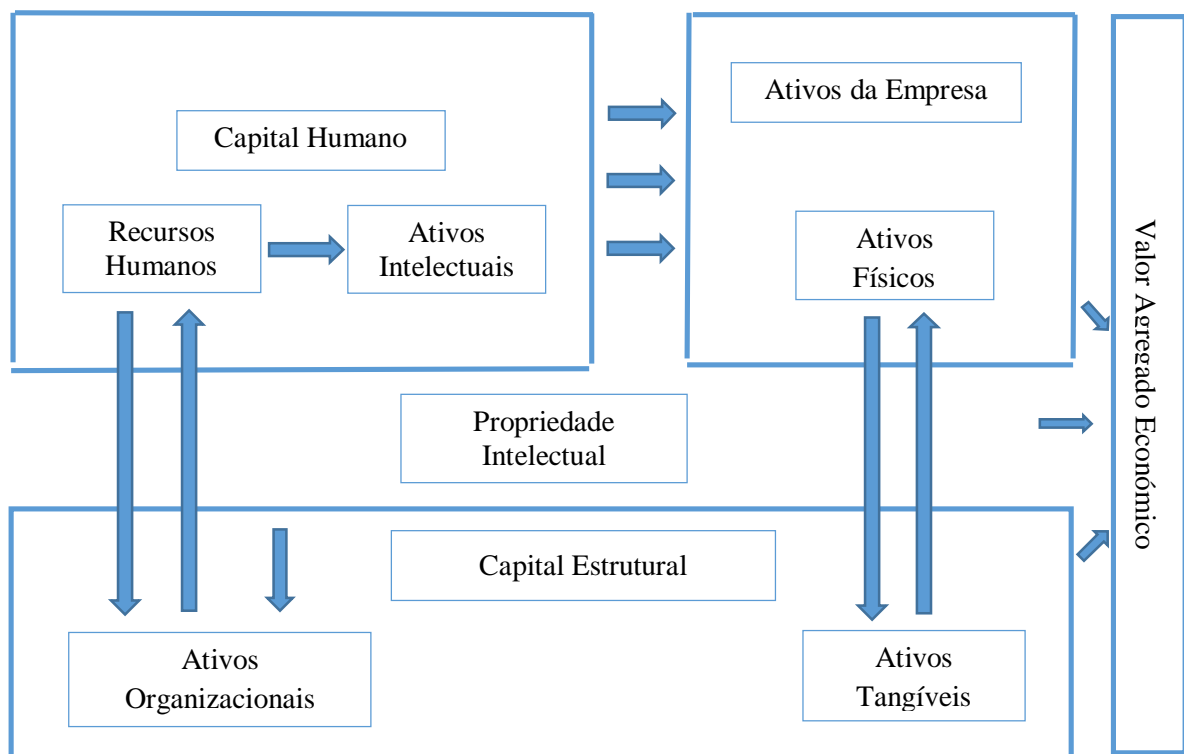 Capital Humano
Recursos
Humanos
Ativos
Intelectuais
Ativos da Empresa
Ativos
Físicos
Propriedade
Intelectual
Capital Estrutural
Ativos
Organizacionais
Ativos
Tangíveis
Valor Agregado Económico